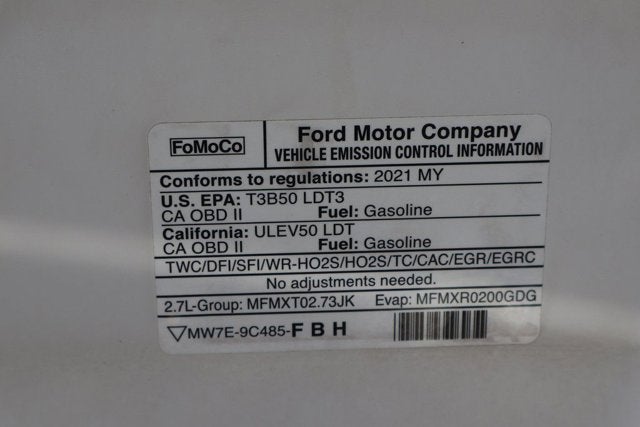 FoMoCo
Ford Motor Company
VEHICLE EMISSION CONTROL INFORMATION
Conforms to regulations: 2021 MY
U.S. EPA: T3B50 LDT3
CA OBD II Fuel: Gasoline
California: ULEV50 LDT
CA OBD II Fuel: Gasoline
TWC/DFI/SFI/WR-HO2S/HO2S/TC/CAC/EGR/EGRC
No adjustments needed.
2.7L-Group: MFMXT02.73JK Evap: MFMXR0200GDG
MW7E-9C485-F B H